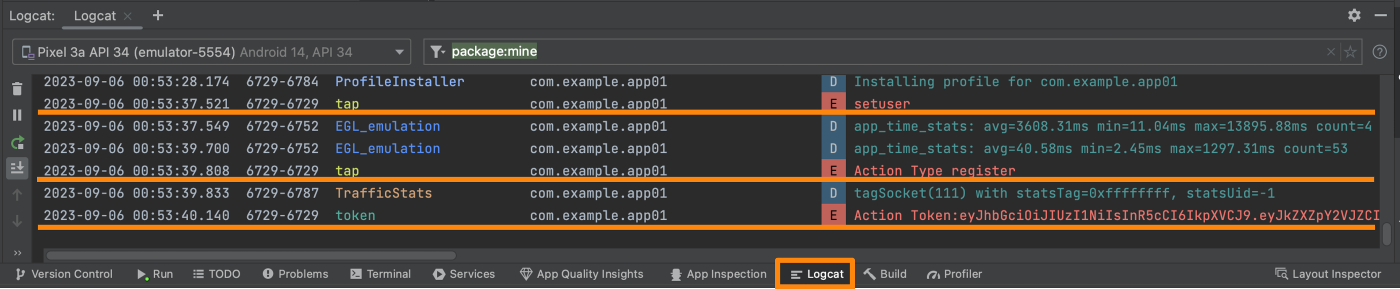 Logcat: Logcat × +
Pixel 3a API 34 (emulator-5554) Android 14, API 34 package:mine
2023-09-06 00:53:28.174 6729-6784 ProfileInstaller com.example.app01 D Installing profile for com.example.app01
2023-09-06 00:53:37.521 6729-6729 tap com.example.app01 E setuser
2023-09-06 00:53:37.549 6729-6752 EGL_emulation com.example.app01 D app_time_stats: avg=3608.31ms min=11.04ms max=13895.88ms count=4
2023-09-06 00:53:39.700 6729-6752 EGL_emulation com.example.app01 D app_time_stats: avg=40.58ms min=2.45ms max=1297.31ms count=53
2023-09-06 00:53:39.808 6729-6729 tap com.example.app01 E Action Type register
2023-09-06 00:53:39.833 6729-6787 TrafficStats com.example.app01 D tagSocket(111) with statsTag=0xffffffff, statsUid=-1
2023-09-06 00:53:40.140 6729-6729 token com.example.app01 E Action Token:eyJhbGciOiJIUzI1NiIsInR5cCI6IkpXVCJ9.eyJkZXZpY2VJZCI
Version Control Run TODO Problems Terminal Services App Quality Insights App Inspection Logcat Build Profiler Layout Inspector